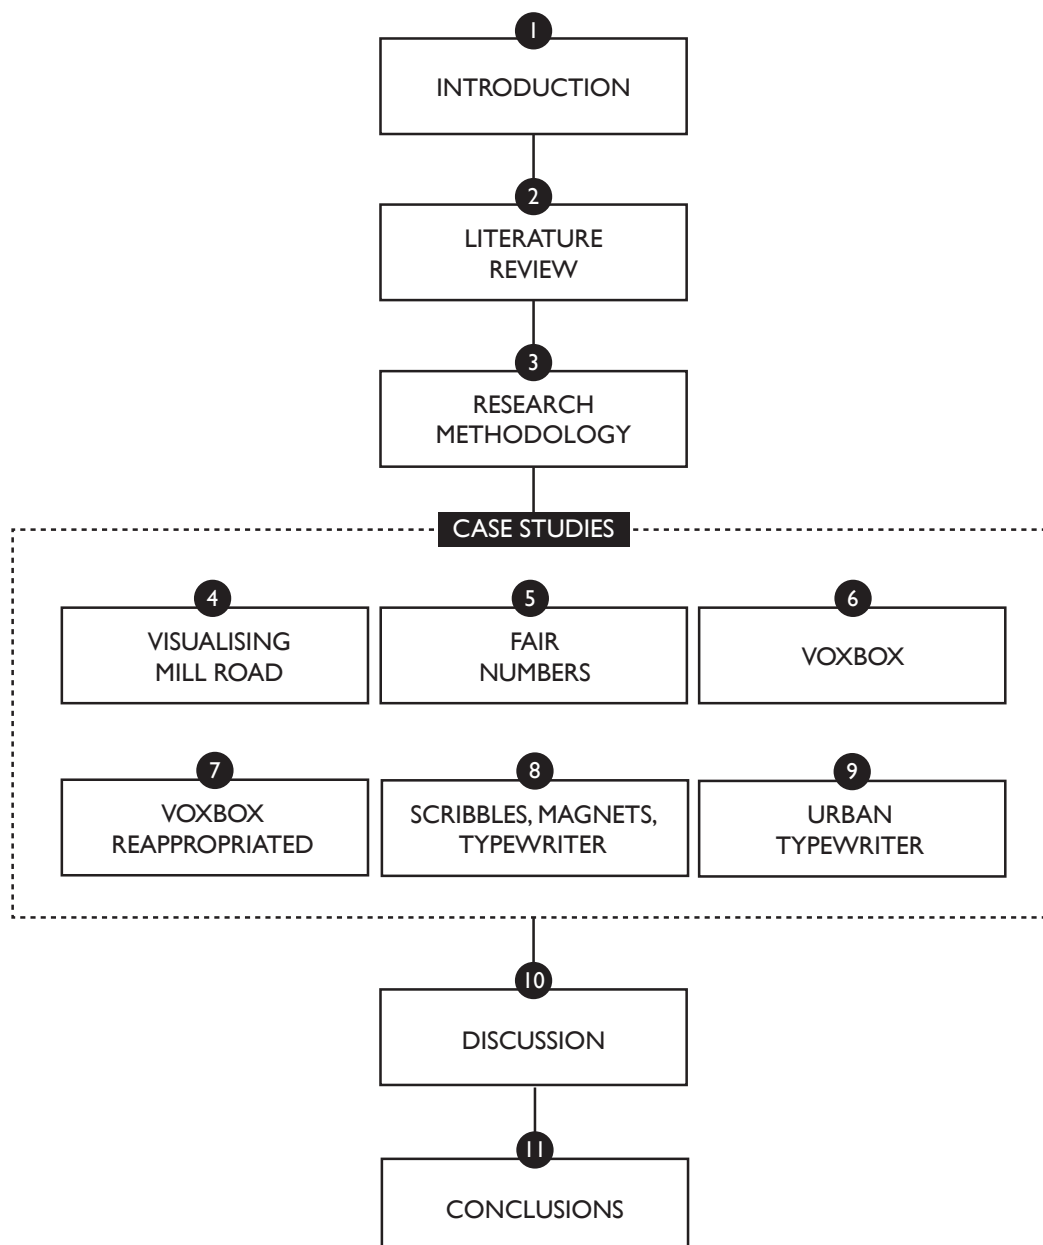 1
INTRODUCTION
2
LITERATURE
REVIEW
3
RESEARCH
METHODOLOGY
CASE STUDIES
4
VISUALISING
MILL ROAD
5
FAIR
NUMBERS
6
VOXBOX
7
VOXBOX
REAPPROPRIATED
8
SCRIBBLES, MAGNETS,
TYPEWRITER
9
URBAN
TYPEWRITER
10
DISCUSSION
11
CONCLUSIONS